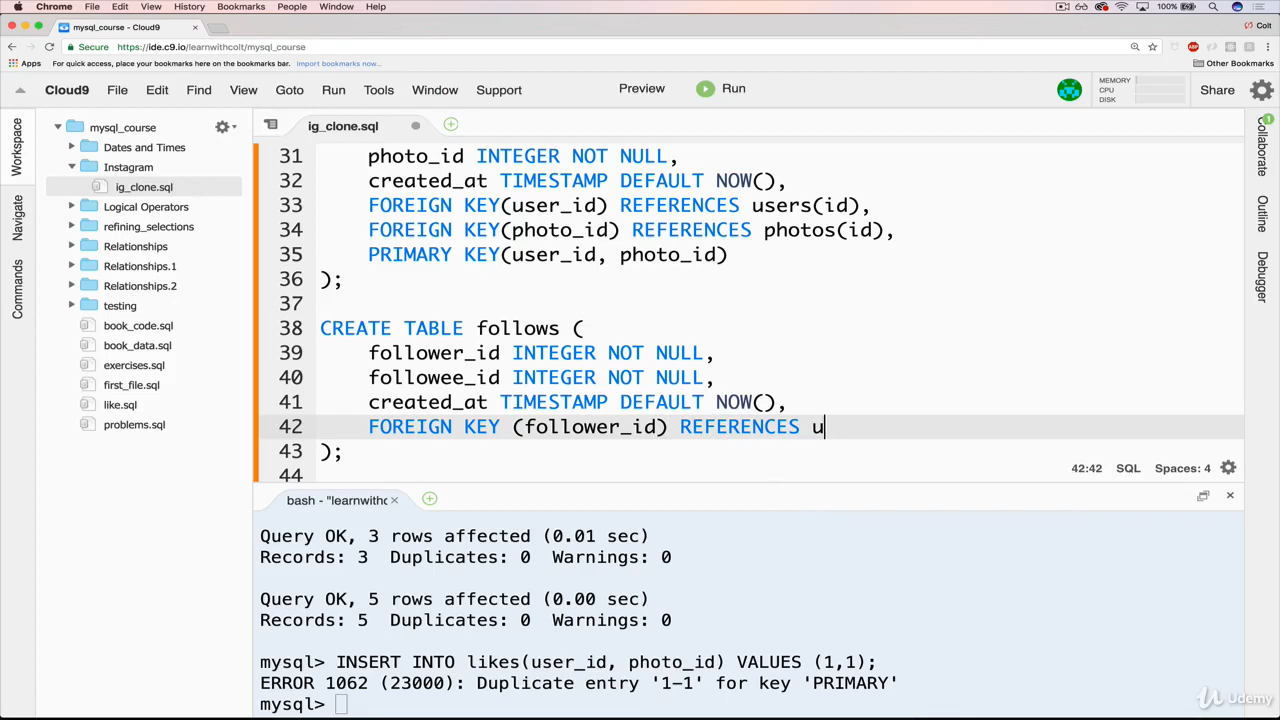 Chrome File Edit View History Bookmarks People Window Help 100%
mysql_course - Cloud9 Colt
Secure https://ide.c9.io/learnwithcolt/mysql_course
Apps For quick access, place your bookmarks here on the bookmarks bar. Import bookmarks now... Other Bookmarks
Cloud9 File Edit Find View Goto Run Tools Window Support Preview Run MEMORY Share
CPU
DISK
Workspace
Navigate
Commands
mysql_course
Dates and Times
Instagram
ig_clone.sql
Logical Operators
refining_selections
Relationships
Relationships.1
Relationships.2
testing
book_code.sql
book_data.sql
exercises.sql
first_file.sql
like.sql
problems.sql
ig_clone.sql
31 photo_id INTEGER NOT NULL,
32 created_at TIMESTAMP DEFAULT NOW(),
33 FOREIGN KEY(user_id) REFERENCES users(id),
34 FOREIGN KEY(photo_id) REFERENCES photos(id),
35 PRIMARY KEY(user_id, photo_id)
36 );
37
38 CREATE TABLE follows (
39 follower_id INTEGER NOT NULL,
40 followee_id INTEGER NOT NULL,
41 created_at TIMESTAMP DEFAULT NOW(),
42 FOREIGN KEY (follower_id) REFERENCES u
43 );
44
42:42 SQL Spaces: 4
bash - "learnwithc
Query OK, 3 rows affected (0.01 sec)
Records: 3 Duplicates: 0 Warnings: 0
Query OK, 5 rows affected (0.00 sec)
Records: 5 Duplicates: 0 Warnings: 0
mysql> INSERT INTO likes(user_id, photo_id) VALUES (1,1);
ERROR 1062 (23000): Duplicate entry '1-1' for key 'PRIMARY'
mysql>
1
Collaborate
Outline
Debugger
Udemy